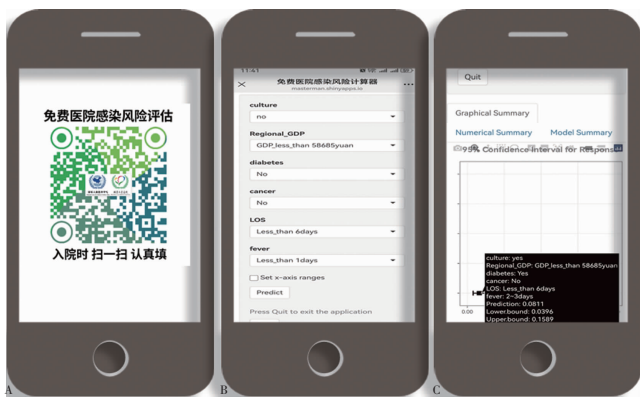 免费医院感染风险评估
入院时 扫一扫 认真填
A
11:41
免费医院感染风险计算器
masterman.shinyapps.io
culture
no
Regional_GDP
GDP_less_than 58685yuan
diabetes
No
cancer
No
LOS
Less_than 6days
fever
Less_than 1days
Set x-axis ranges
Predict
Press Quit to exit the application
B
Quit
Graphical Summary
Numerical Summary Model Summary
95% Confidence Interval for Response
culture: yes
Regional_GDP: GDP_less_than 58685yuan
diabetes: Yes
cancer: No
LOS: Less_than 6days
fever: 2~3days
Prediction: 0.0811
Lower.bound: 0.0396
Upper.bound: 0.1589
0.00
C